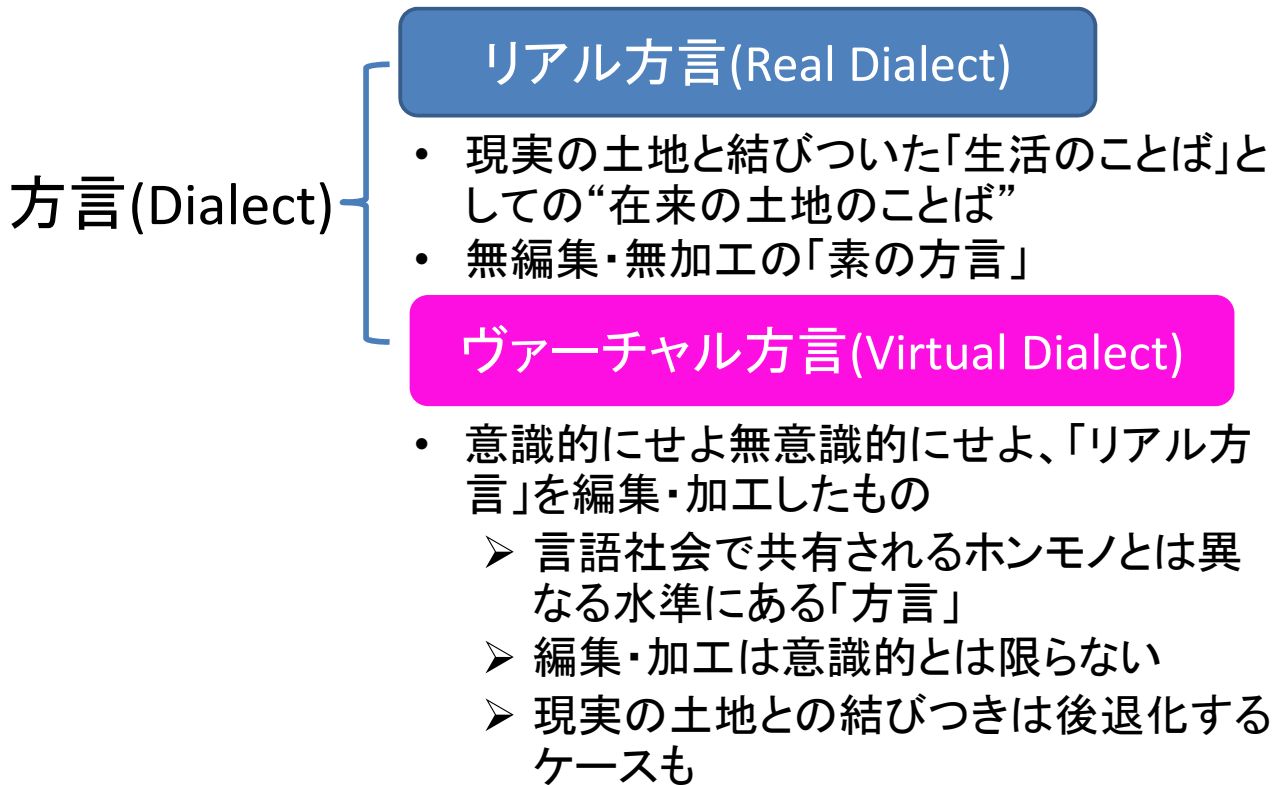 方言(Dialect)
リアル方言(Real Dialect)
• 現実の土地と結びついた「生活のことば」と
しての“在来の土地のことば”
• 無編集・無加工の「素の方言」
ヴァーチャル方言(Virtual Dialect)
• 意識的にせよ無意識的にせよ、「リアル方
言」を編集・加工したもの
➢ 言語社会で共有されるホンモノとは異
なる水準にある「方言」
➢ 編集・加工は意識的とは限らない
➢ 現実の土地との結びつきは後退化する
ケースも